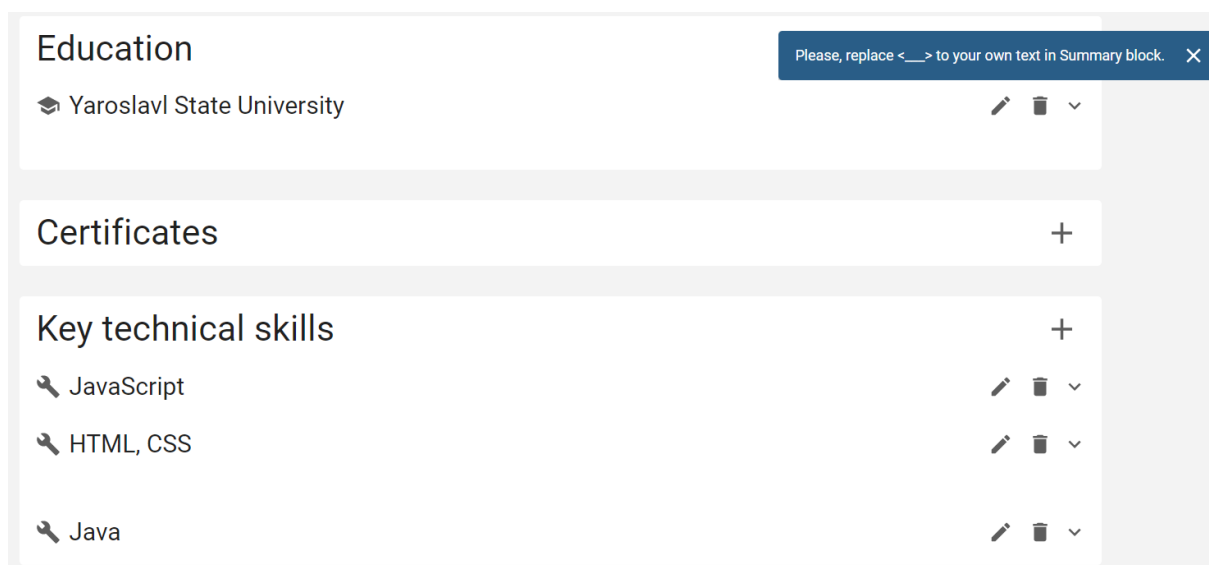 Education
Please, replace <___> to your own text in Summary block.
Yaroslavl State University
Certificates
Key technical skills
JavaScript
HTML, CSS
Java